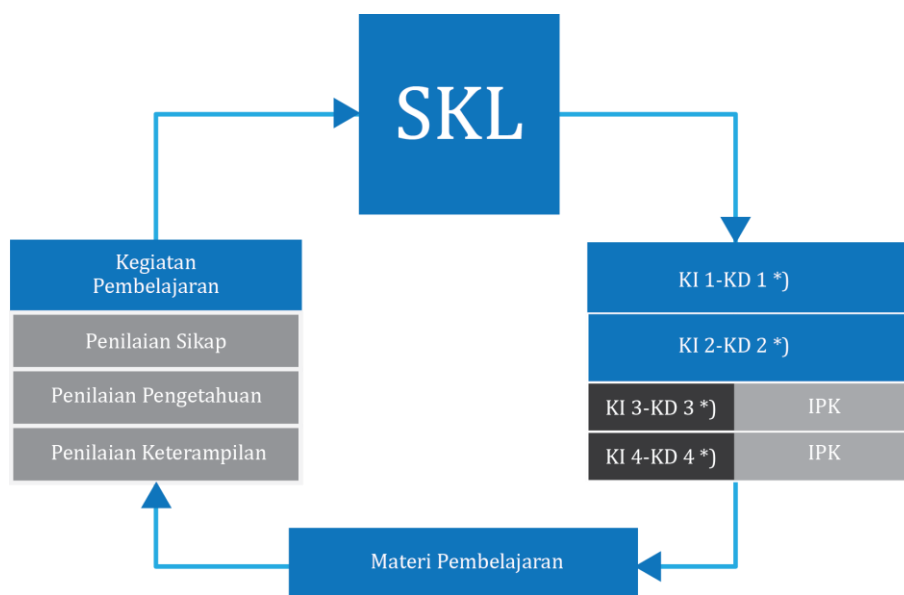 SKL
Kegiatan
Pembelajaran
Penilaian Sikap
Penilaian Pengetahuan
Penilaian Keterampilan
KI 1-KD 1 *)
KI 2-KD 2 *)
KI 3-KD 3 *) IPK
KI 4-KD 4 *) IPK
Materi Pembelajaran